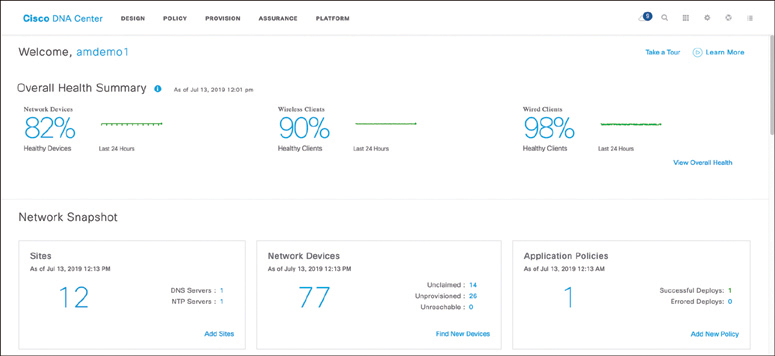 Cisco DNA Center DESIGN POLICY PROVISION ASSURANCE PLATFORM 5
Welcome, amdemo1 Take a Tour Learn More
Overall Health Summary i As of Jul 13, 2019 12:01 pm
Network Devices Wireless Clients Wired Clients
82% 90% 98%
Healthy Devices Last 24 Hours Healthy Clients Last 24 Hours Healthy Clients Last 24 Hours
View Overall Health
Network Snapshot
Sites
As of Jul 13, 2019 12:13 PM
12
DNS Servers : 1
NTP Servers : 1
Add Sites
Network Devices
As of July 13, 2019 12:13 PM
77
Unclaimed : 14
Unprovisioned : 26
Unreachable : 0
Find New Devices
Application Policies
As of Jul 13, 2019 12:13 AM
1
Successful Deploys: 1
Errored Deploys: 0
Add New Policy